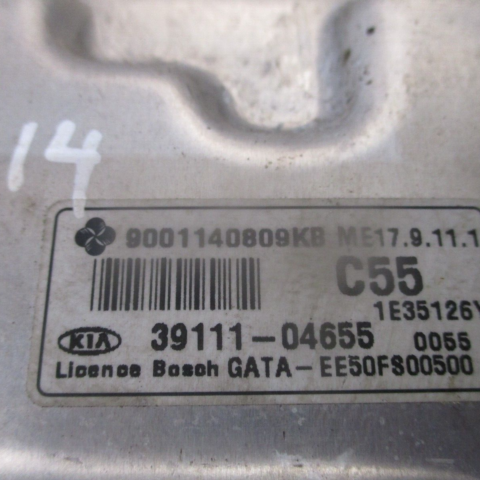 14
9001140809KB ME17.9.11.1
C55
1E35126Y
KIA 39111-04655 0055
Licence Bosch GATA-EE50FS00500